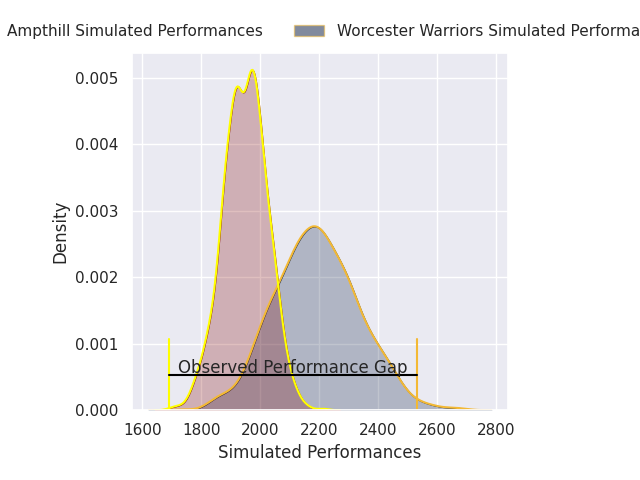 Ampthill Simulated Performances
Worcester Warriors Simulated Performa
0.005
0.004
0.003
0.002
0.001
0.000
Density
Observed Performance Gap
1600 1800 2000 2200 2400 2600 2800
Simulated Performances